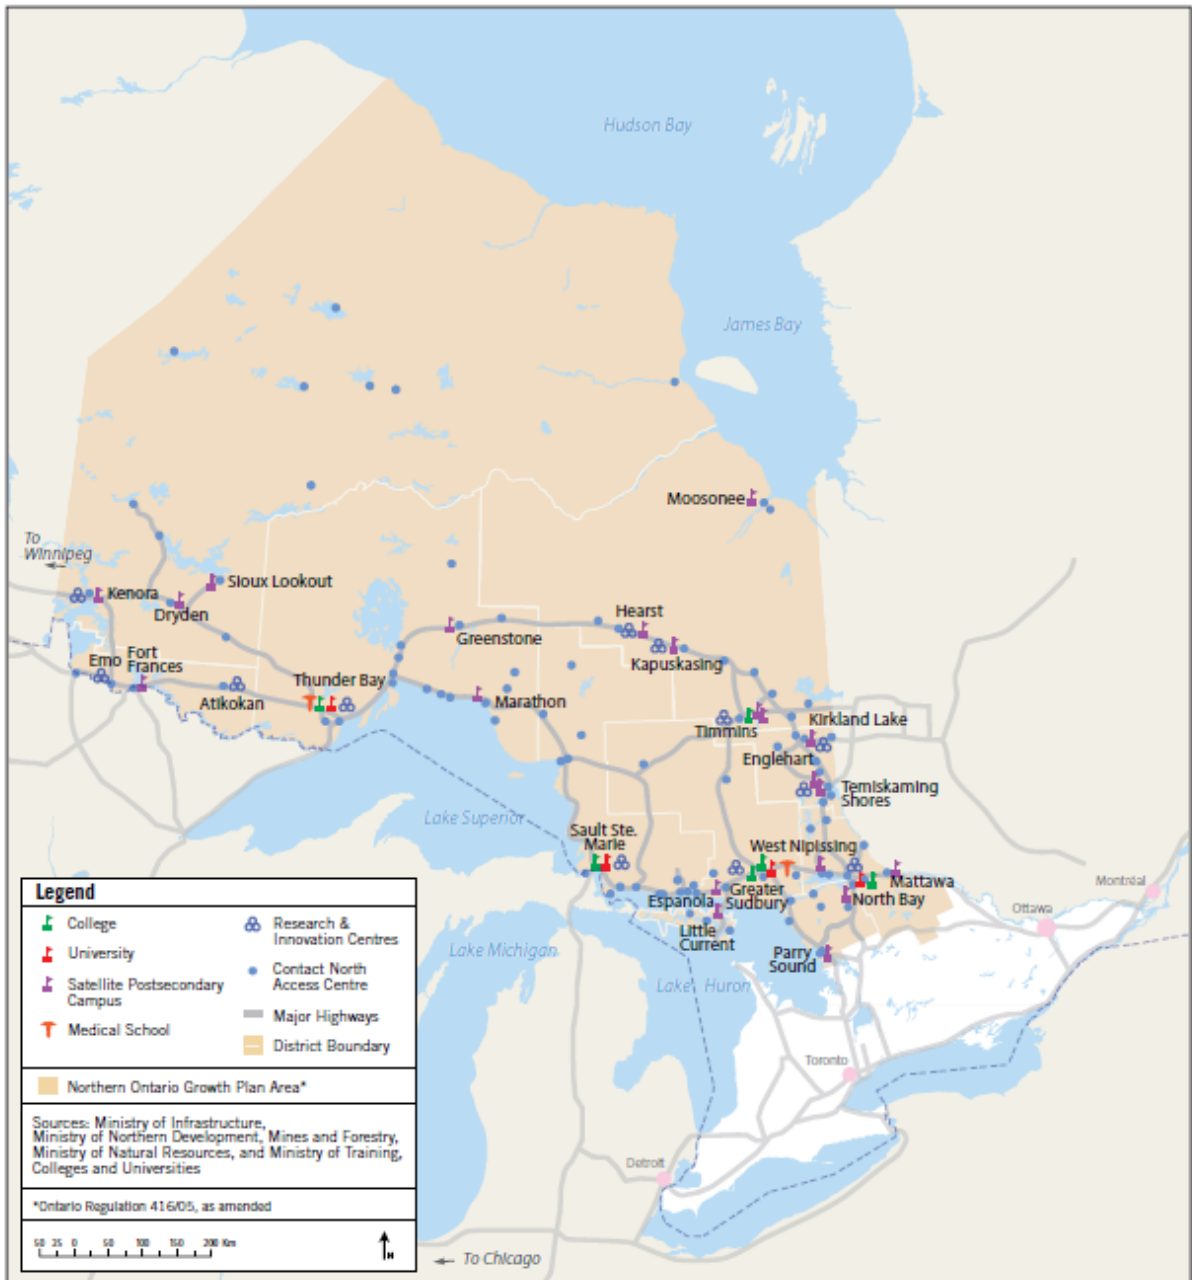 Hudson Bay
James Bay
Moosonee
To
Winnipeg
Sioux Lookout
Kenora
Dryden
Hearst
Greenstone
Kapuskasing
Emo
Fort
Frances
Thunder Bay
Atikokan
Marathon
Timmins
Kirkland Lake
Englehart
Temiskaming
Shores
Lake Superior
Sault Ste.
Marie
West Nipissing
Mattawa
Greater
Sudbury
Espanola
North Bay
Little
Current
Parry
Sound
Montréal
Ottawa
Lake Michigan
Lake Huron
Toronto
Detroit
To Chicago
Legend
College
University
Satellite Postsecondary
Campus
Medical School
Research &
Innovation Centres
Contact North
Access Centre
Major Highways
District Boundary
Northern Ontario Growth Plan Area*
Sources: Ministry of Infrastructure,
Ministry of Northern Development, Mines and Forestry,
Ministry of Natural Resources, and Ministry of Training,
Colleges and Universities
*Ontario Regulation 416/05, as amended
50 25 0 50 100 150 200 Km
N